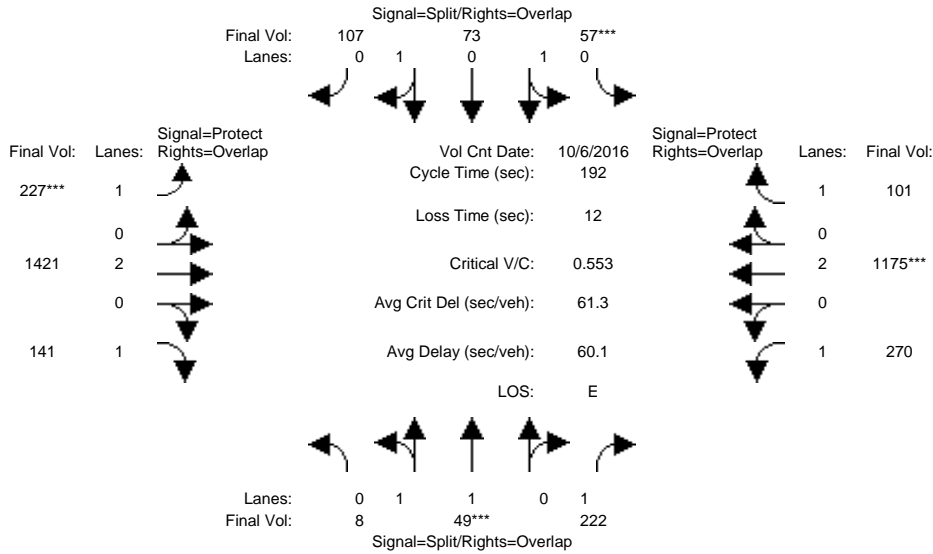 Signal=Split/Rights=Overlap
Final Vol: 107 73 57***
Lanes: 0 1 0 1 0
Signal=Protect Signal=Protect
Final Vol: Lanes: Rights=Overlap Vol Cnt Date: 10/6/2016 Rights=Overlap Lanes: Final Vol:
Cycle Time (sec): 192
227*** 1 1 101
Loss Time (sec): 12
0 0
1421 2 Critical V/C: 0.553 2 1175***
0 Avg Crit Del (sec/veh): 61.3 0
141 1 Avg Delay (sec/veh): 60.1 1 270
LOS: E
Lanes: 0 1 1 0 1
Final Vol: 8 49*** 222
Signal=Split/Rights=Overlap